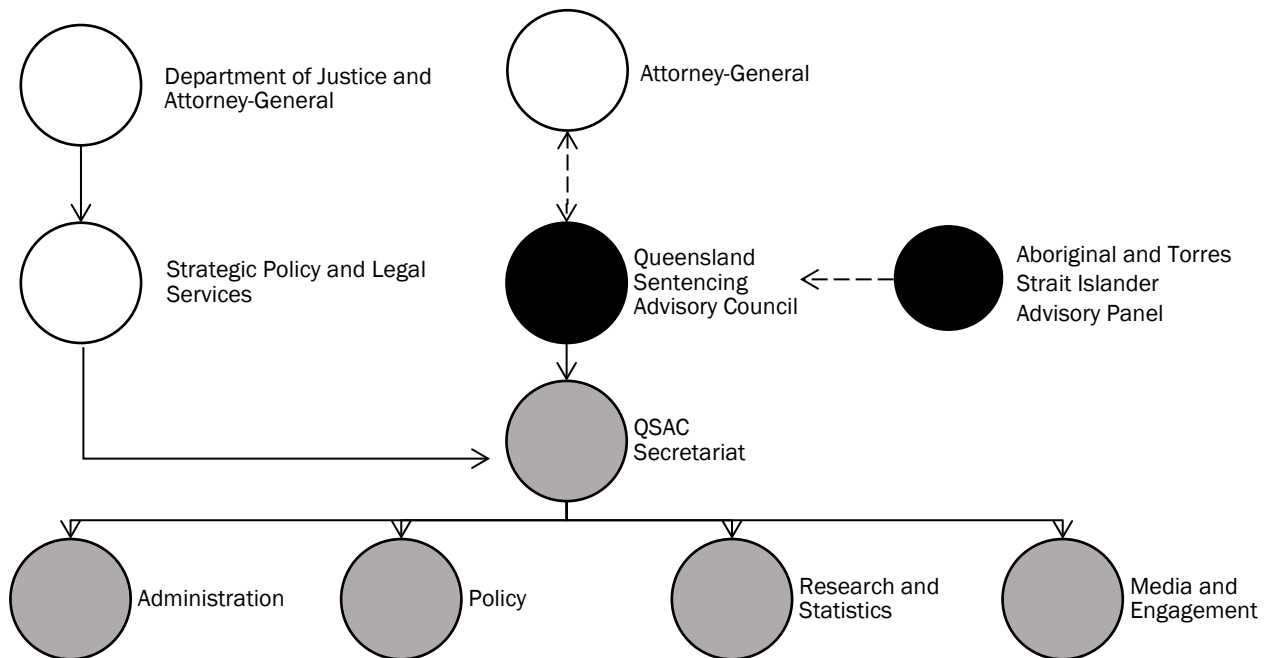 Department of Justice and
Attorney-General
Attorney-General
Strategic Policy and Legal
Services
Queensland
Sentencing
Advisory Council
Aboriginal and Torres
Strait Islander
Advisory Panel
QSAC
Secretariat
Administration
Policy
Research and
Statistics
Media and
Engagement